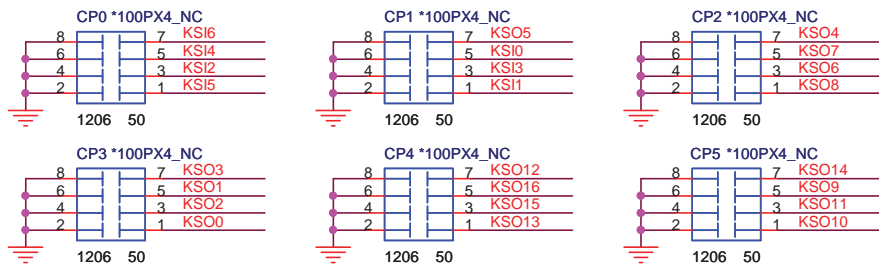 CP0 *100PX4_NC
8 7 KSI6
6 5 KSI4
4 3 KSI2
2 1 KSI5
1206 50
CP1 *100PX4_NC
8 7 KSO5
6 5 KSI0
4 3 KSI3
2 1 KSI1
1206 50
CP2 *100PX4_NC
8 7 KSO4
6 5 KSO7
4 3 KSO6
2 1 KSO8
1206 50
CP3 *100PX4_NC
8 7 KSO3
6 5 KSO1
4 3 KSO2
2 1 KSO0
1206 50
CP4 *100PX4_NC
8 7 KSO12
6 5 KSO16
4 3 KSO15
2 1 KSO13
1206 50
CP5 *100PX4_NC
8 7 KSO14
6 5 KSO9
4 3 KSO11
2 1 KSO10
1206 50